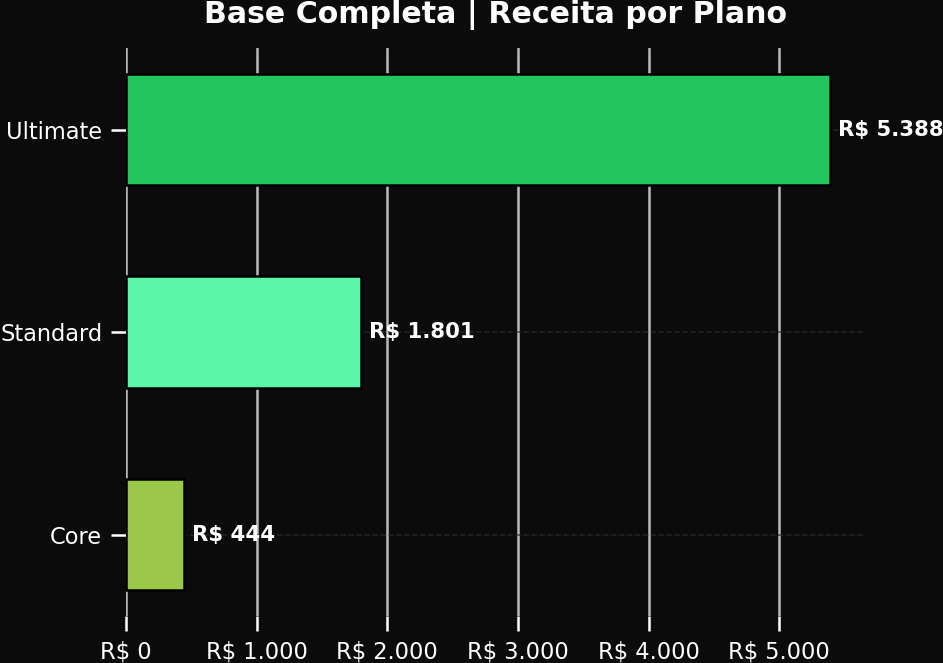 Base Completa | Receita por Plano
Ultimate
R$ 5.388
Standard
R$ 1.801
Core
R$ 444
R$ 0 R$ 1.000 R$ 2.000 R$ 3.000 R$ 4.000 R$ 5.000